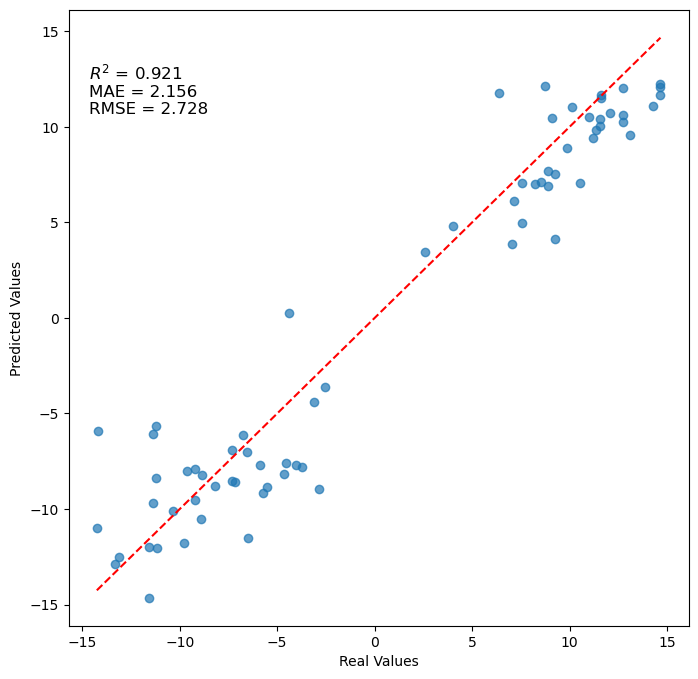 R² = 0.921
MAE = 2.156
RMSE = 2.728
15
10
5
0
−5
−10
−15
Predicted Values
−15 −10 −5 0 5 10 15
Real Values